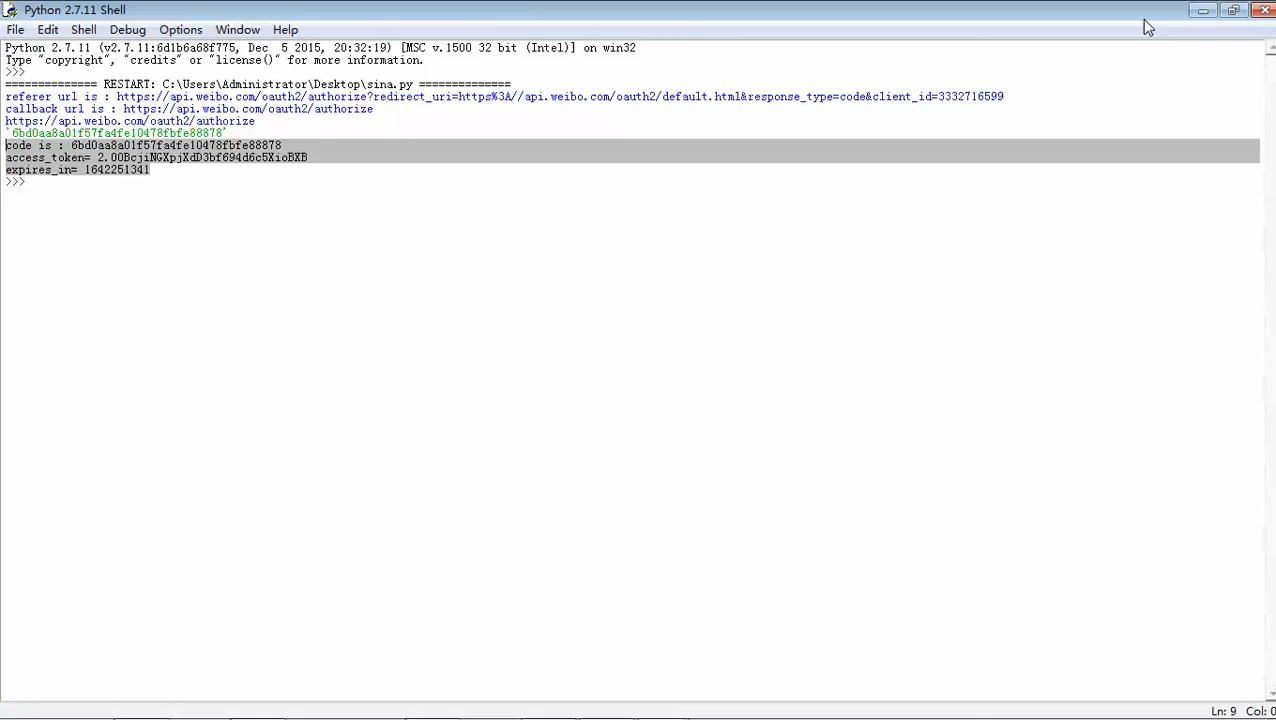 Python 2.7.11 Shell
File Edit Shell Debug Options Window Help
Python 2.7.11 (v2.7.11:6d1b6a68f775, Dec  5 2015, 20:32:19) [MSC v.1500 32 bit (Intel)] on win32
Type "copyright", "credits" or "license()" for more information.
>>>
============== RESTART: C:\Users\Administrator\Desktop\sina.py ==============
referer url is : https://api.weibo.com/oauth2/authorize?redirect_uri=https%3A//api.weibo.com/oauth2/default.html&response_type=code&client_id=3332716599
callback url is : https://api.weibo.com/oauth2/authorize
https://api.weibo.com/oauth2/authorize
'6bd0aa8a01f57fa4fe10478fbfe88878'
code is : 6bd0aa8a01f57fa4fe10478fbfe88878
access_token= 2.00BcjiNGXpjXdD3bf694d6c5XioBXB
expires_in= 1642251341
>>>
Ln: 9 Col: 0